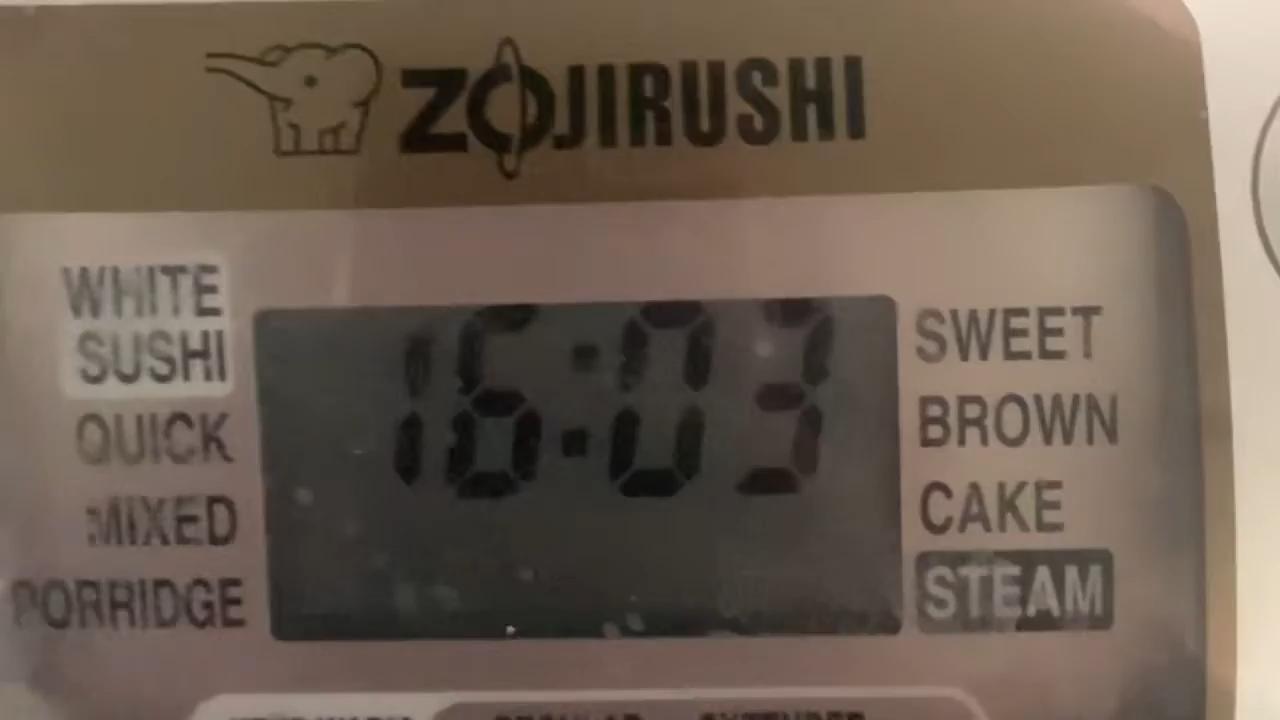 ZOJIRUSHI
WHITE
SUSHI
QUICK
MIXED
PORRIDGE
16:03
SWEET
BROWN
CAKE
STEAM